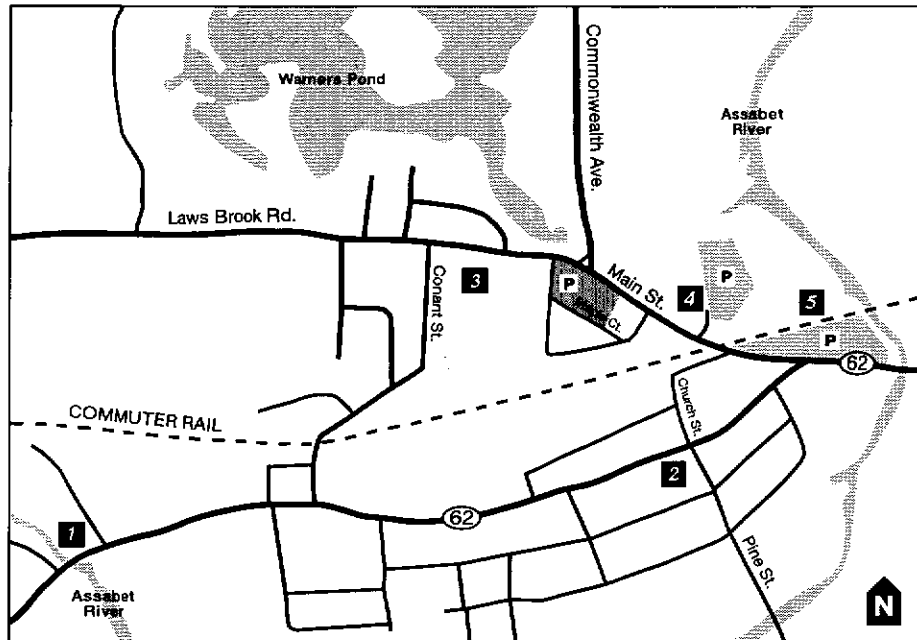 Warners Pond
Commonwealth Ave.
Assabet
River
Laws Brook Rd.
Conant St.
3
P
Main St.
Ct.
4
P
5
P
62
Church St.
COMMUTER RAIL
2
62
1
Pine St.
Assabet
River
N